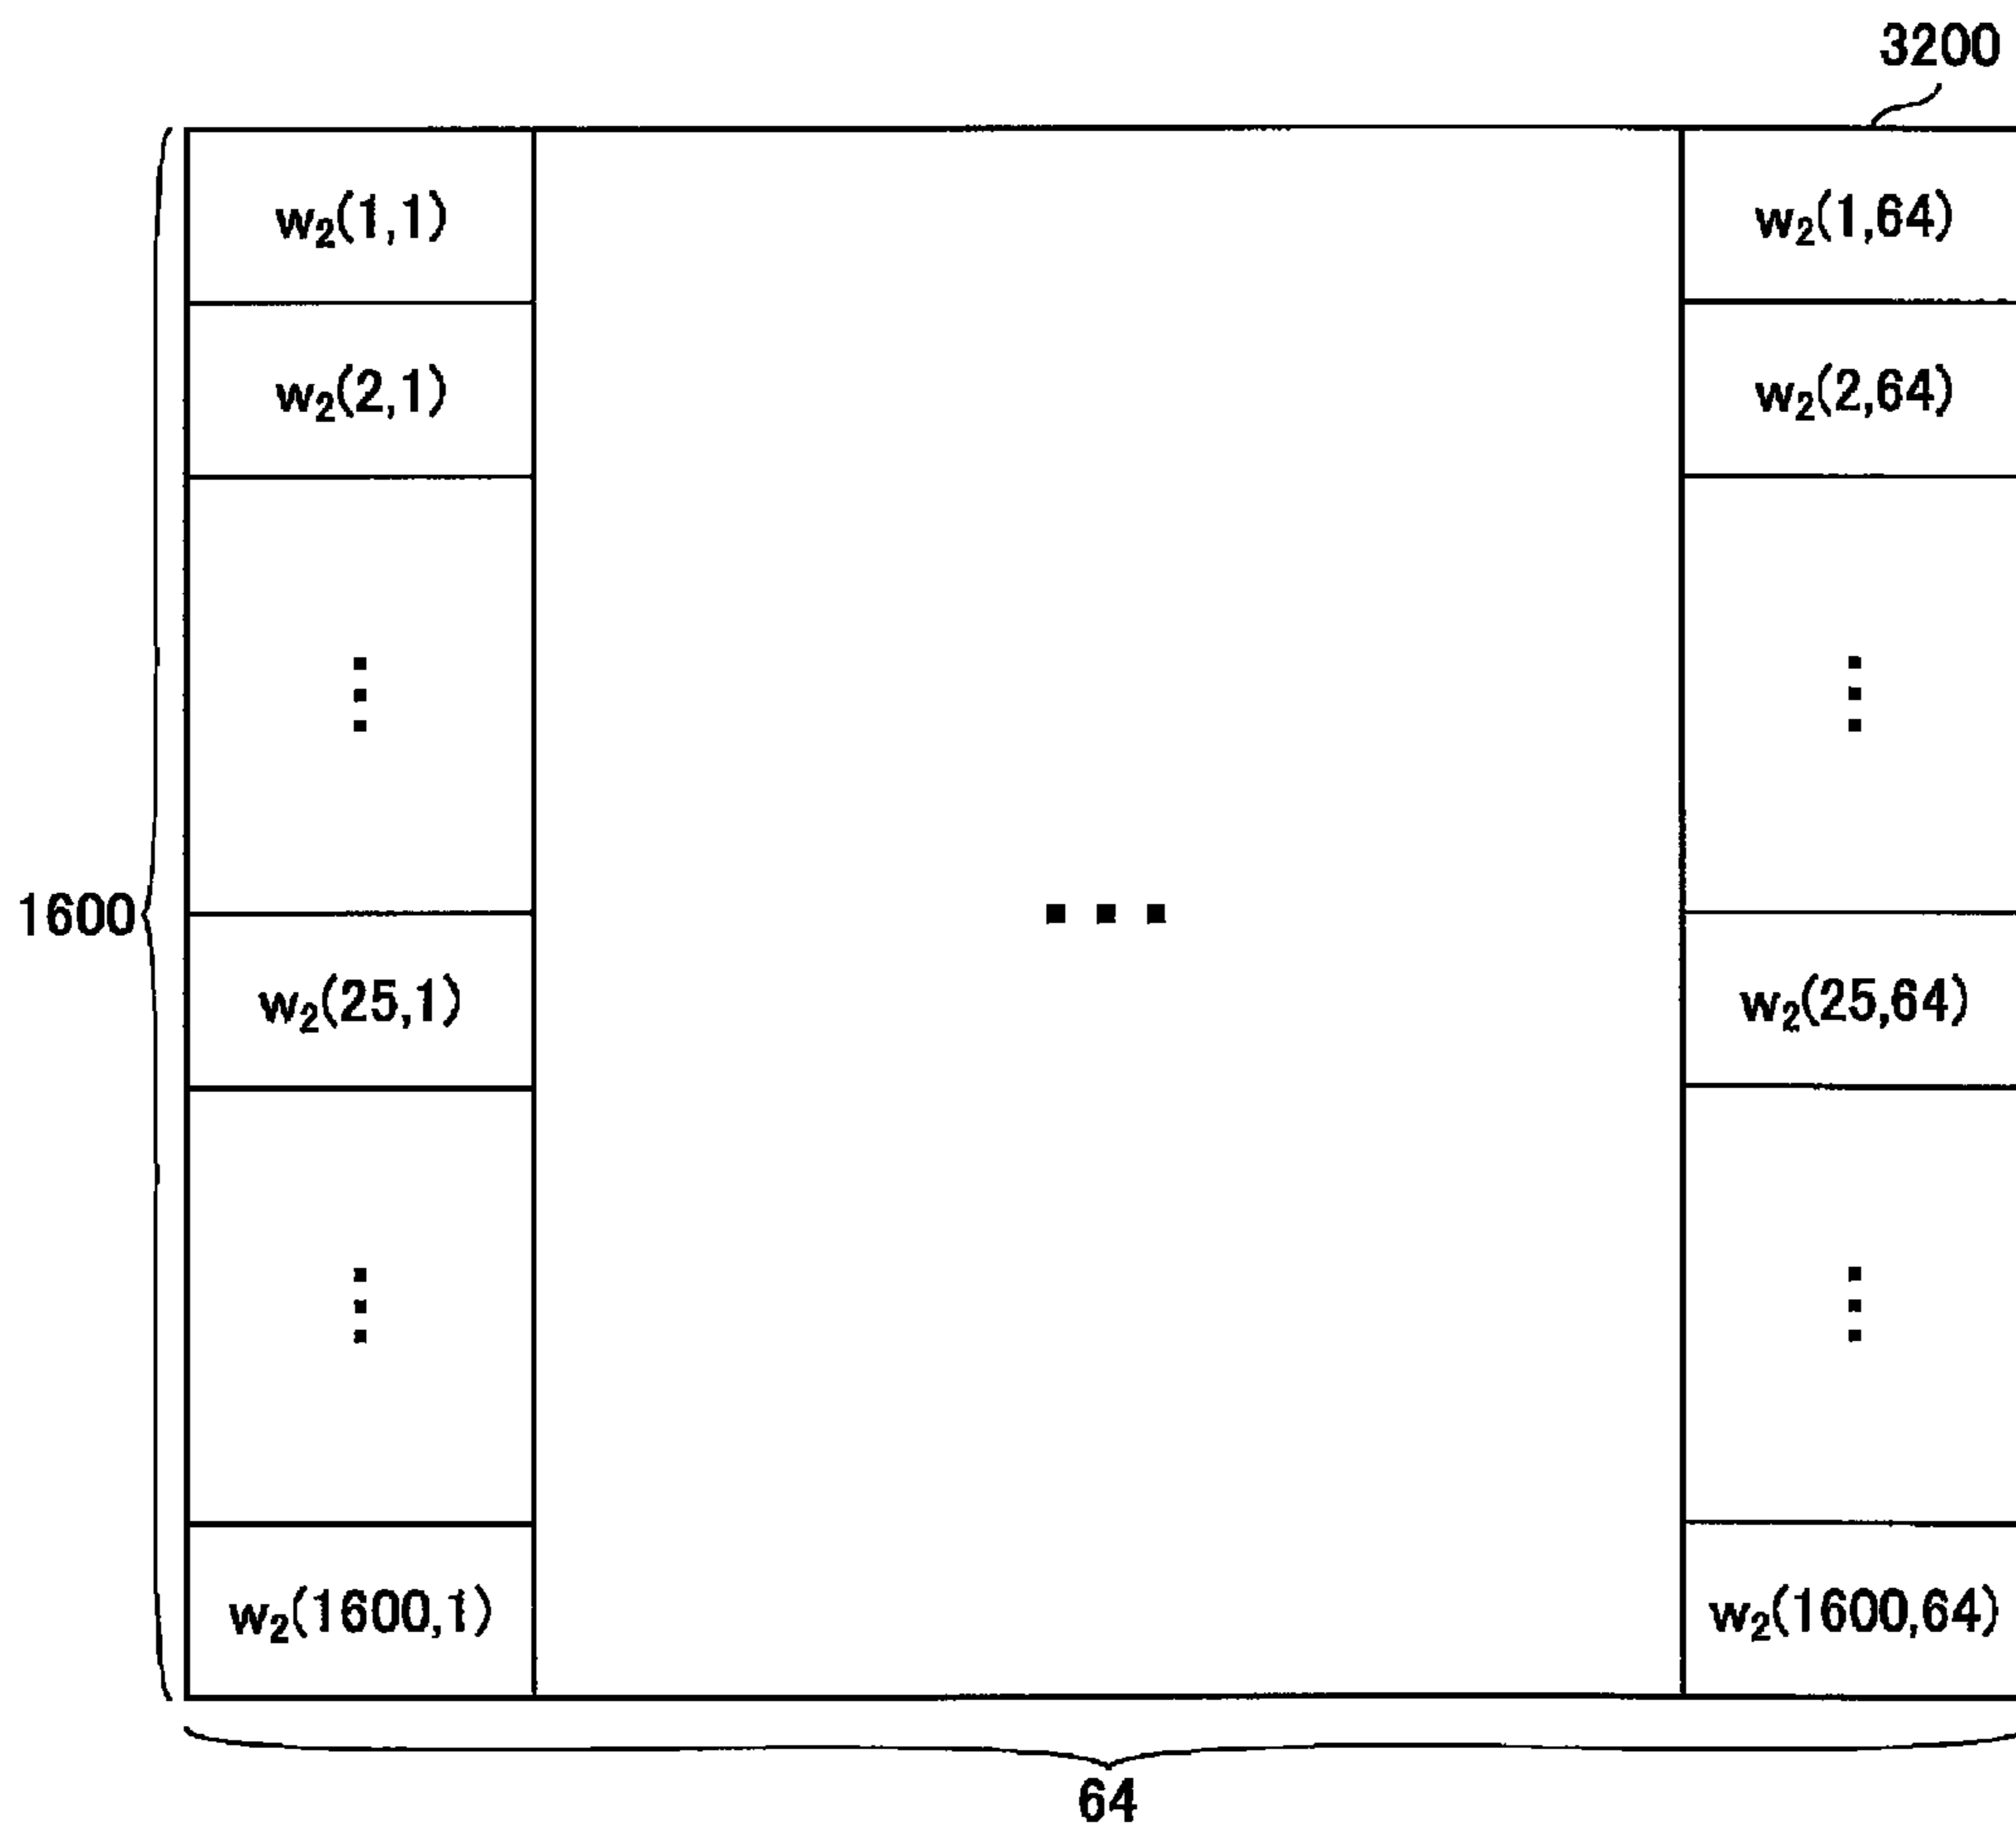 3200
w₂(1,1) w₂(1,64)
w₂(2,1) w₂(2,64)
1600
w₂(25,1) w₂(25,64)
w₂(1600,1) w₂(1600,64)
64